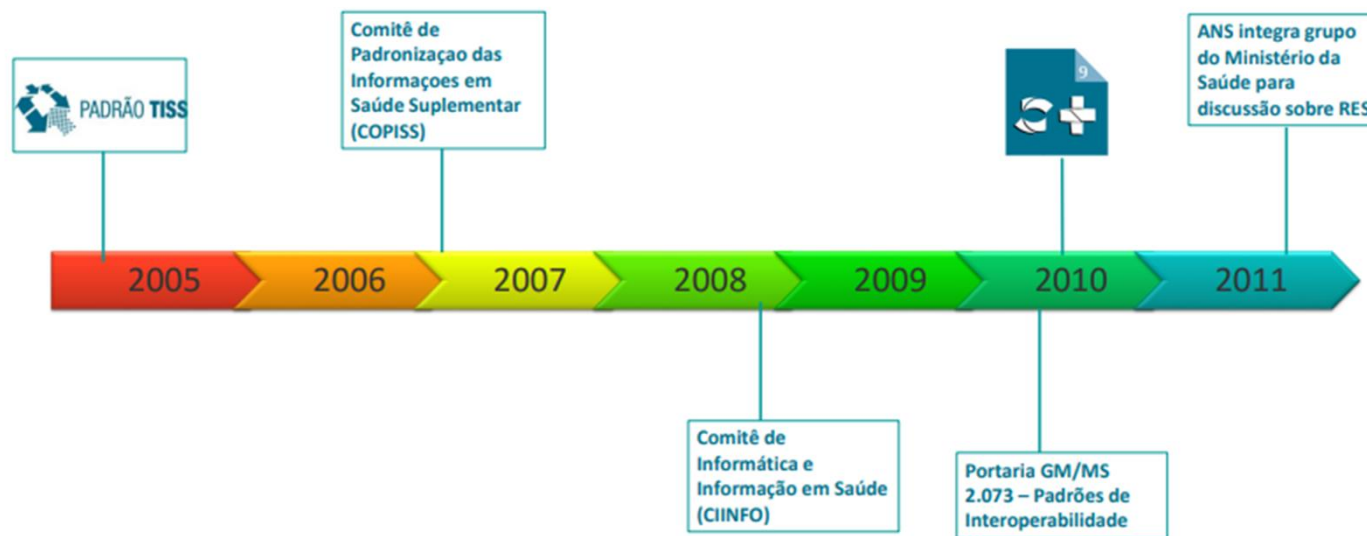 PADRÃO TISS
Comitê de
Padronizaçao das
Informaçoes em
Saúde Suplementar
(COPISS)
9
ANS integra grupo
do Ministério da
Saúde para
discussão sobre RES
2005
2006
2007
2008
2009
2010
2011
Comitê de
Informática e
Informação em Saúde
(CIINFO)
Portaria GM/MS
2.073 – Padrões de
Interoperabilidade